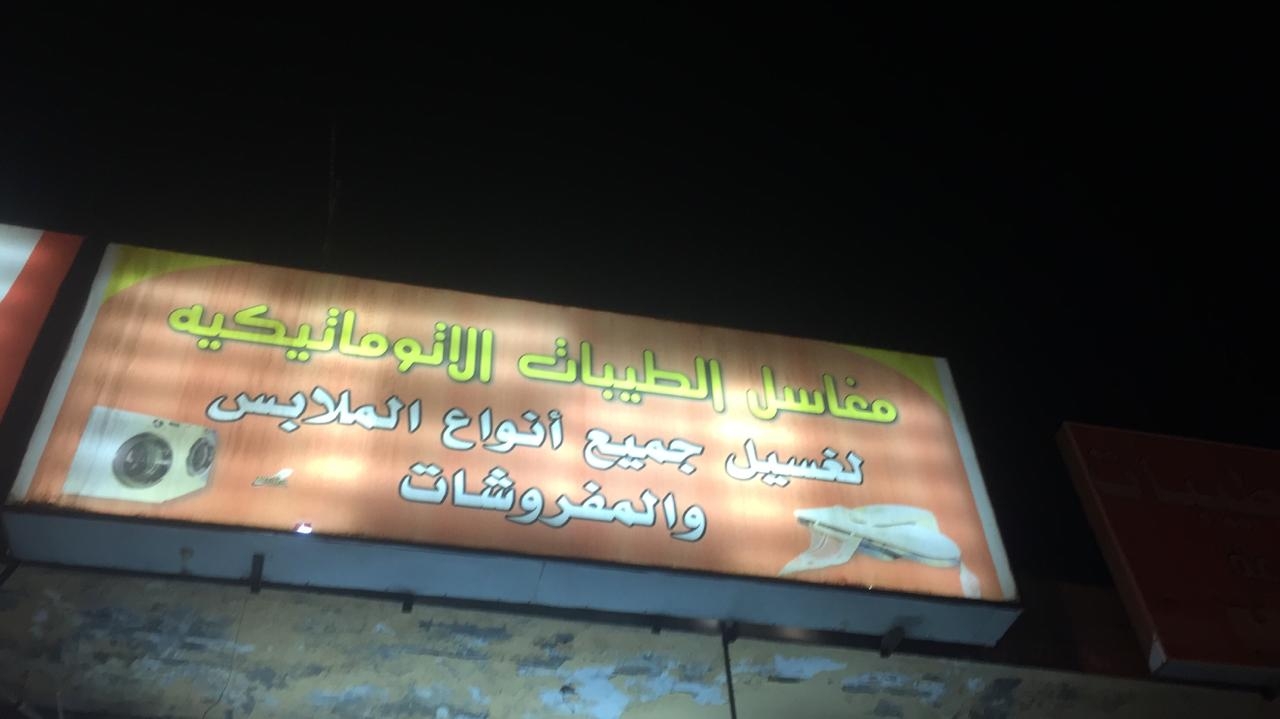 مغاسل الطيبات الاتوماتيكيه
لغسيل جميع أنواع الملابس
والمفروشات